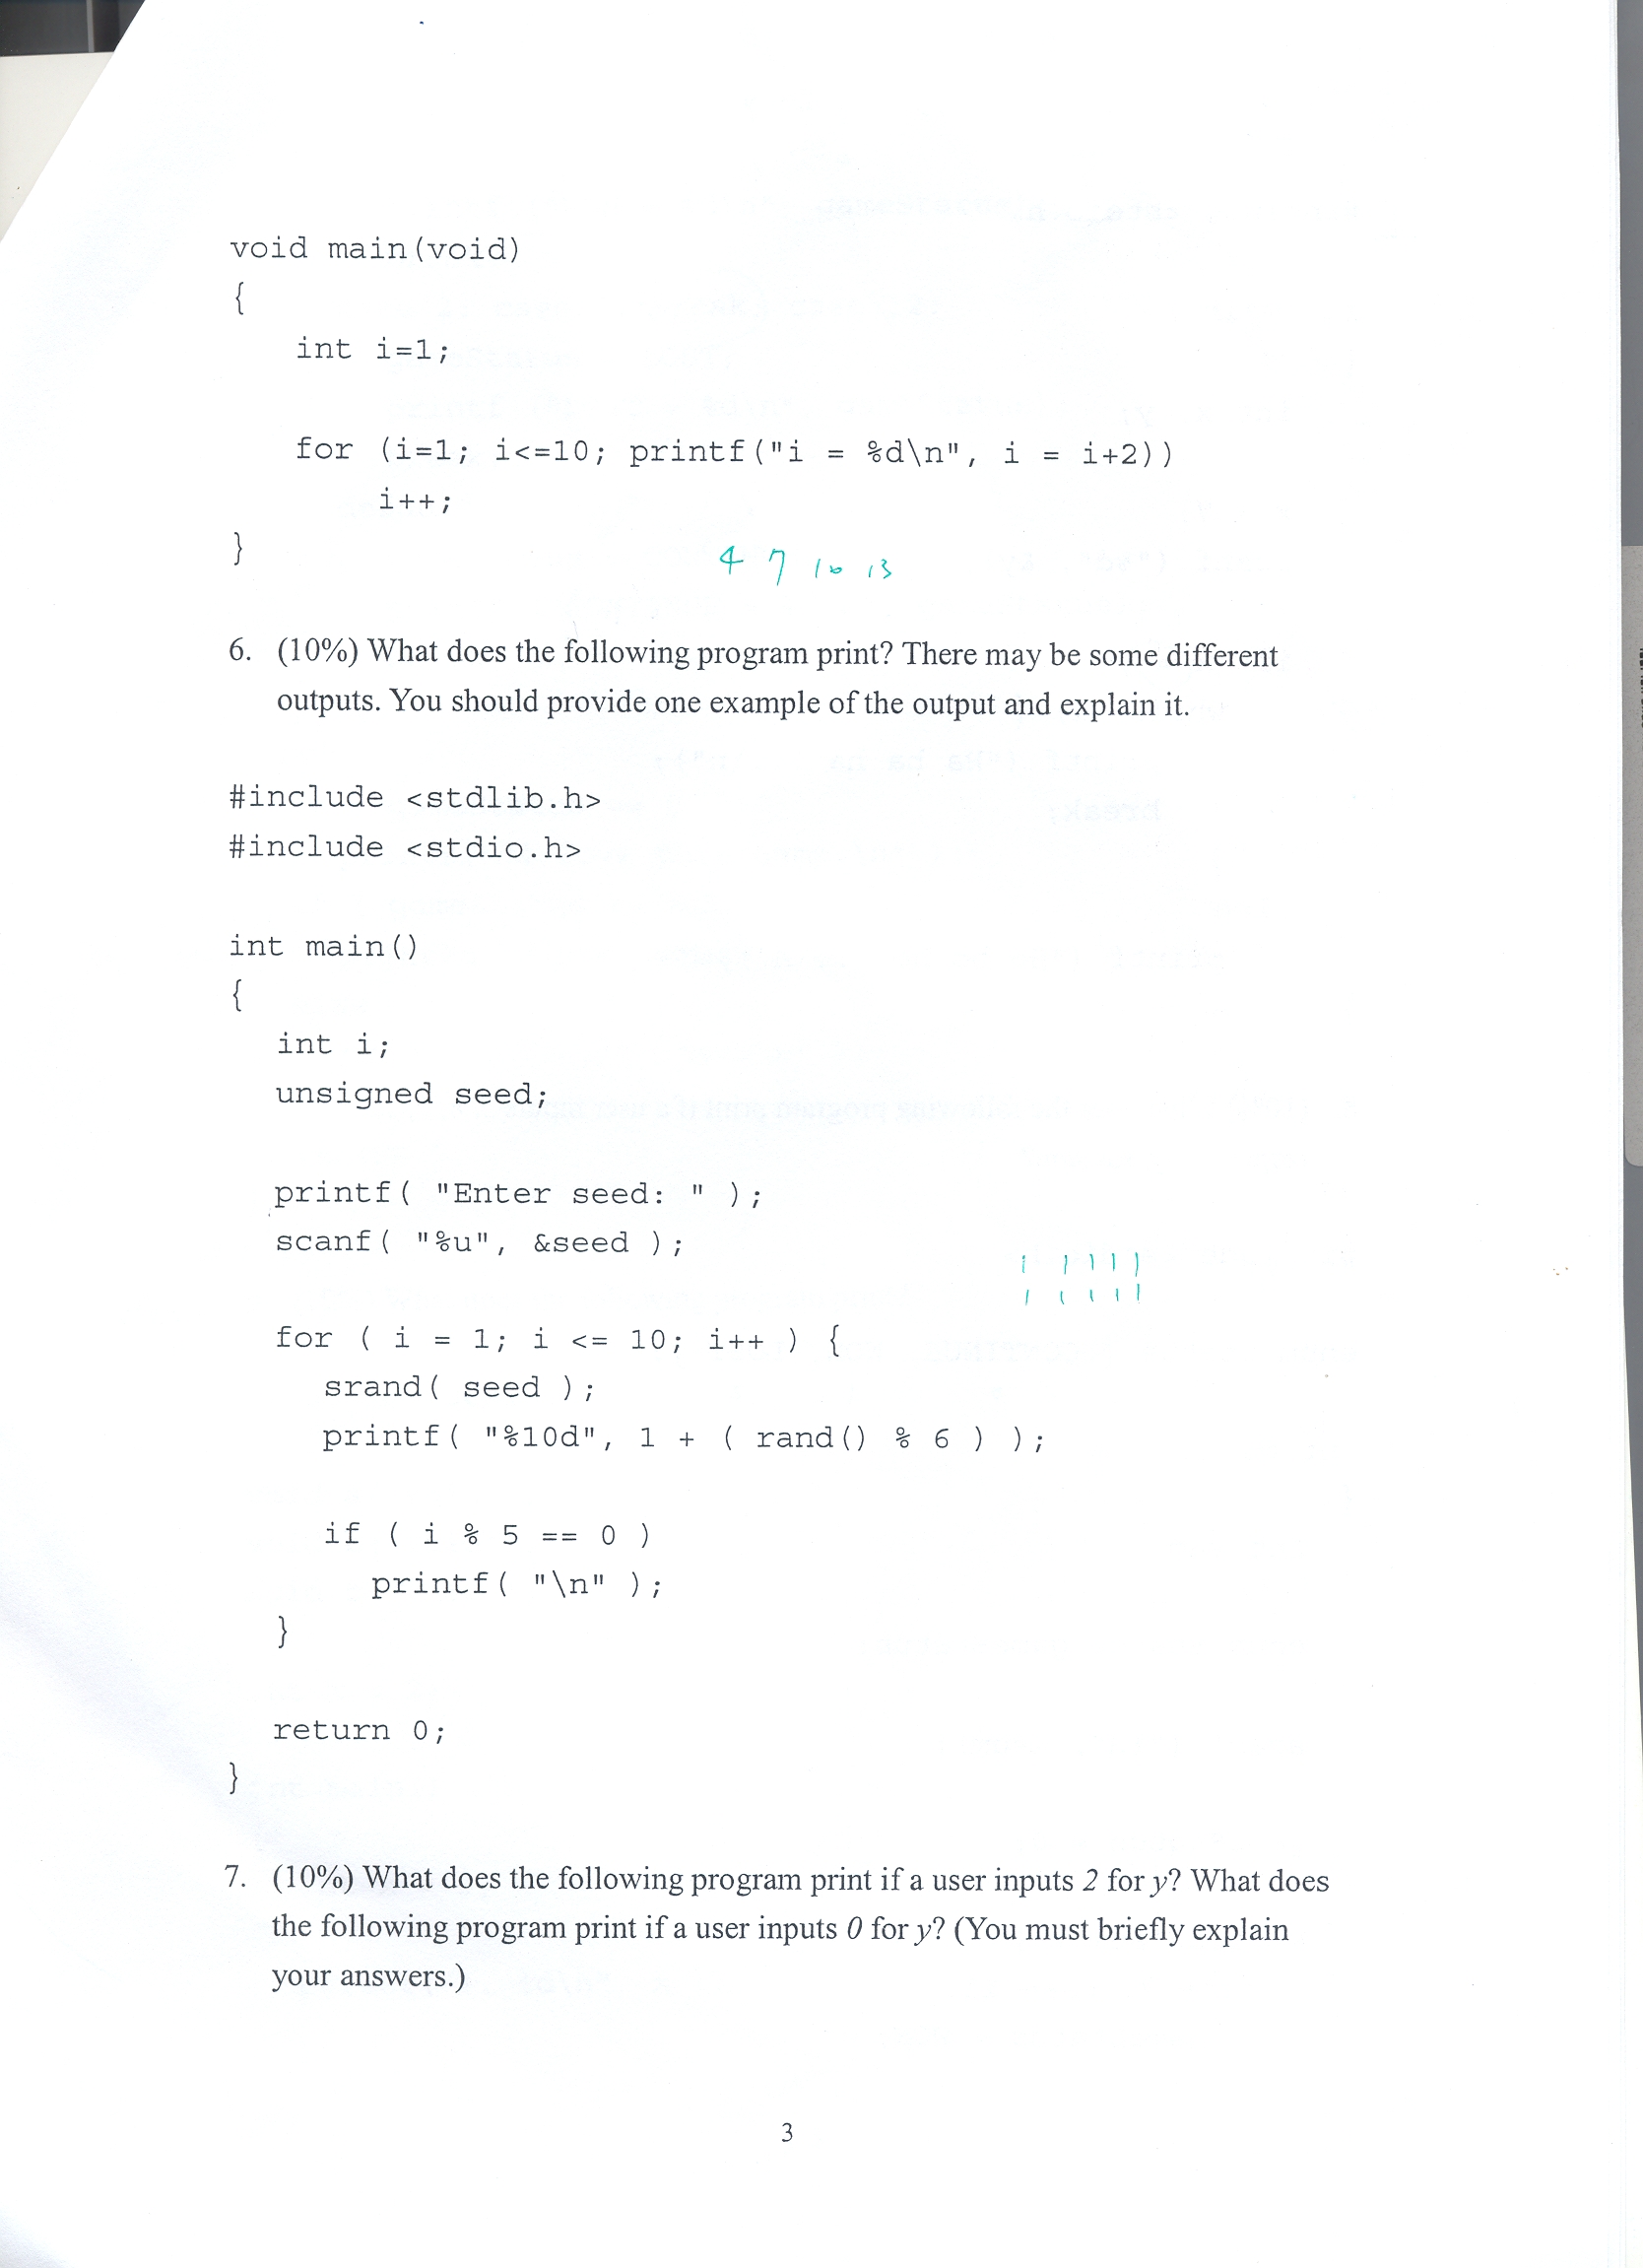 void main(void)
{
int i=1;
for (i=1; i<=10; printf("i = %d\n", i = i+2))
i++;
}
4 7 10 13
6. (10%) What does the following program print? There may be some different
outputs. You should provide one example of the output and explain it.
#include <stdlib.h>
#include <stdio.h>
int main()
{
int i;
unsigned seed;
printf( "Enter seed: " );
scanf( "%u", &seed );
1 1 1 1 1
1 1 1 1 1
for ( i = 1; i <= 10; i++ ) {
srand( seed );
printf( "%10d", 1 + ( rand() % 6 ) );
if ( i % 5 == 0 )
printf( "\n" );
}
return 0;
}
7. (10%) What does the following program print if a user inputs 2 for y? What does
the following program print if a user inputs 0 for y? (You must briefly explain
your answers.)
3